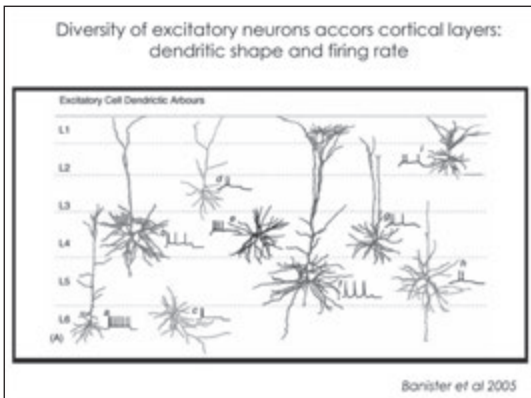 Diversity of excitatory neurons accors cortical layers:
dendritic shape and firing rate
Excitatory Cell Dendrictic Arbours
L1
L2
L3
L4
L5
L6
(A)
a
c
d
e
h
i
Banister et al 2005